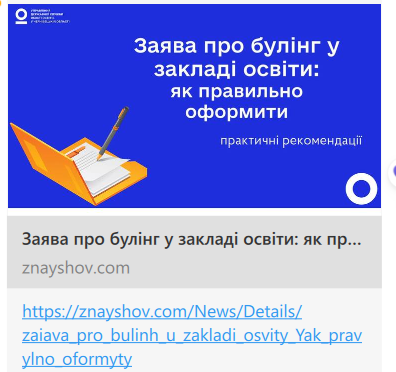 Заява про булінг у
закладі освіти:
як правильно
оформити
практичні рекомендації
Заява про булінг у закладі освіти: як пр...
znayshov.com
https://znayshov.com/News/Details/
zaiava_pro_bulinh_u_zakladi_osvity_Yak_prav
ylno_oformyty